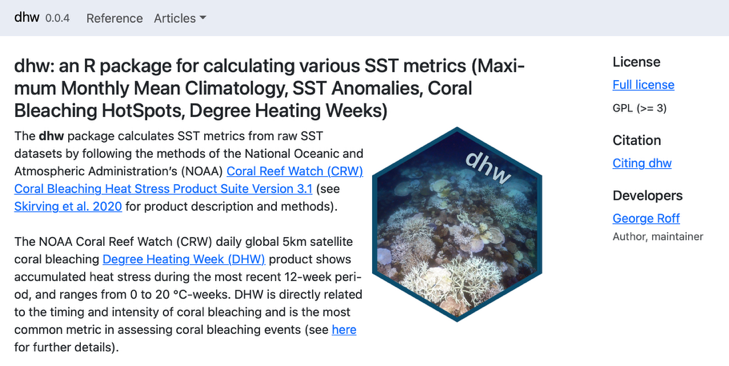 dhw 0.0.4 Reference Articles
dhw: an R package for calculating various SST metrics (Maxi-
mum Monthly Mean Climatology, SST Anomalies, Coral
Bleaching HotSpots, Degree Heating Weeks)
The dhw package calculates SST metrics from raw SST
datasets by following the methods of the National Oceanic and
Atmospheric Administration's (NOAA) Coral Reef Watch (CRW)
Coral Bleaching Heat Stress Product Suite Version 3.1 (see
Skirving et al. 2020 for product description and methods).
The NOAA Coral Reef Watch (CRW) daily global 5km satellite
coral bleaching Degree Heating Week (DHW) product shows
accumulated heat stress during the most recent 12-week peri-
od, and ranges from 0 to 20 °C-weeks. DHW is directly related
to the timing and intensity of coral bleaching and is the most
common metric in assessing coral bleaching events (see here
for further details).
dhw
License
Full license
GPL (>= 3)
Citation
Citing dhw
Developers
George Roff
Author, maintainer